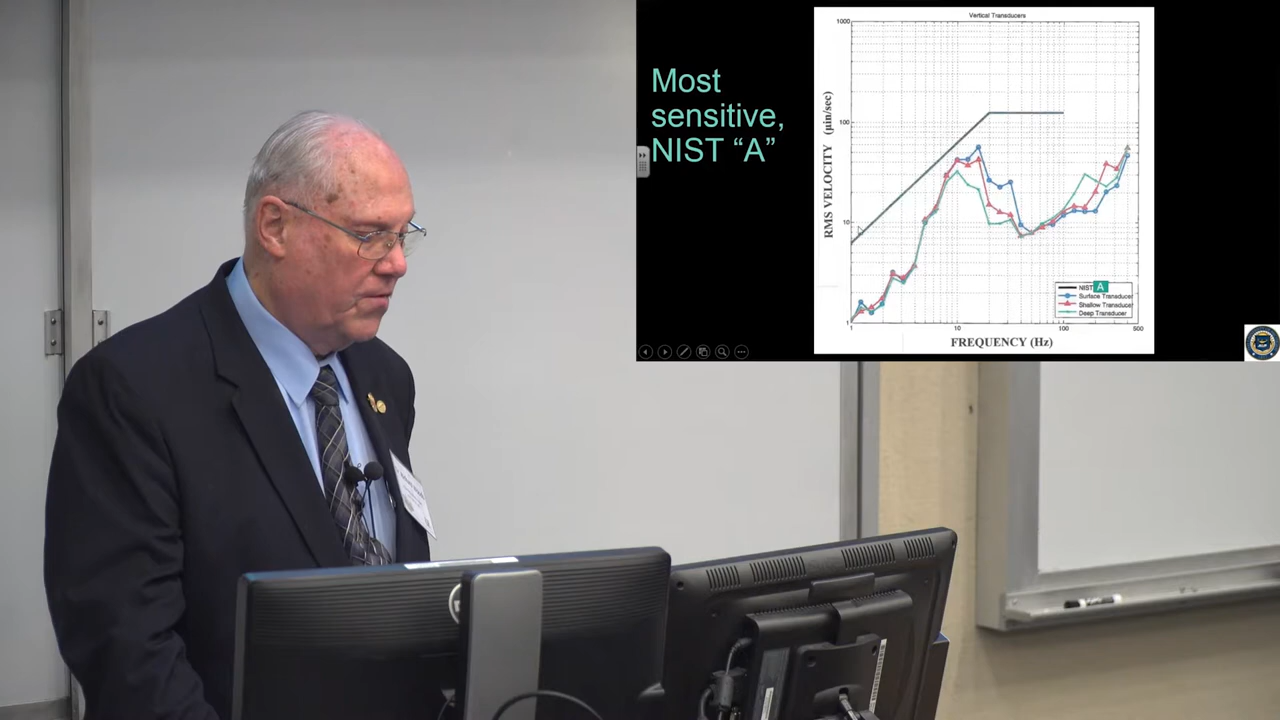 Most
sensitive,
NIST “A”
Vertical Transducers
RMS VELOCITY (μin/sec)
1000
100
10
1
1
10
100
500
FREQUENCY (Hz)
NIST A
Surface Transducer
Shallow Transducer
Deep Transducer